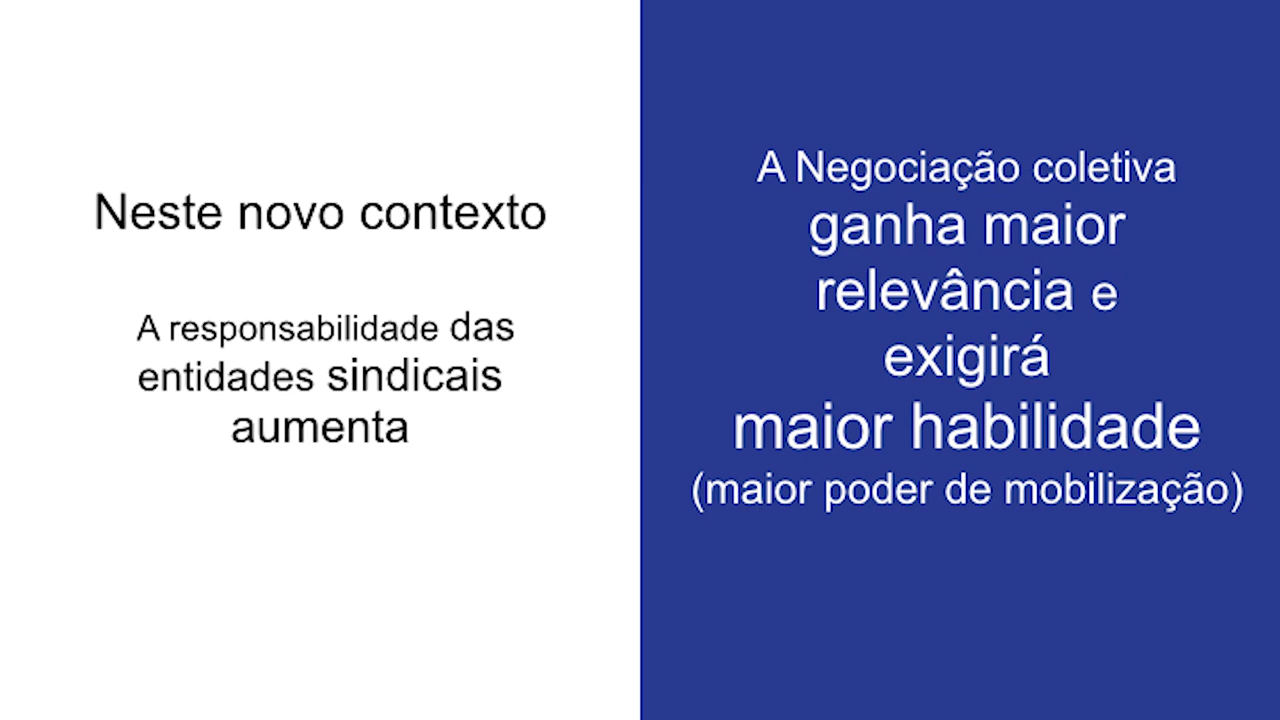 Neste novo contexto
A responsabilidade das
entidades sindicais
aumenta
A Negociação coletiva
ganha maior
relevância e
exigirá
maior habilidade
(maior poder de mobilização)